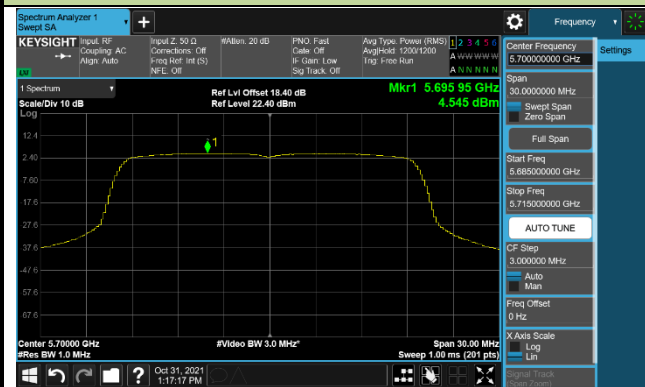 Spectrum Analyzer 1
Swept SA
Frequency
KEYSIGHT
Input: RF
Coupling: AC
Align: Auto
Input Z: 50 Ω
Corrections: Off
Freq Ref: Int (S)
NFE: Off
#Atten: 20 dB
PNO: Fast
Gate: Off
IF Gain: Low
Sig Track: Off
Avg Type: Power (RMS)
Avg|Hold: 1200/1200
Trig: Free Run
1 2 3 4 5 6
A W W W W W
A N N N N N
1 Spectrum
Scale/Div 10 dB
Log
Ref Lvl Offset 18.40 dB
Ref Level 22.40 dBm
Mkr1 5.695 95 GHz
4.545 dBm
12.4
2.40
-7.60
-17.6
-27.6
-37.6
-47.6
-57.6
-67.6
1
Center 5.70000 GHz
#Res BW 1.0 MHz
#Video BW 3.0 MHz*
Span 30.00 MHz
Sweep 1.00 ms (201 pts)
Oct 31, 2021
1:17:17 PM
Center Frequency
5.700000000 GHz
Span
30.0000000 MHz
Swept Span
Zero Span
Full Span
Start Freq
5.685000000 GHz
Stop Freq
5.715000000 GHz
AUTO TUNE
CF Step
3.000000 MHz
Auto
Man
Freq Offset
0 Hz
X Axis Scale
Log
Lin
Signal Track
(Span Zoom)
Settings